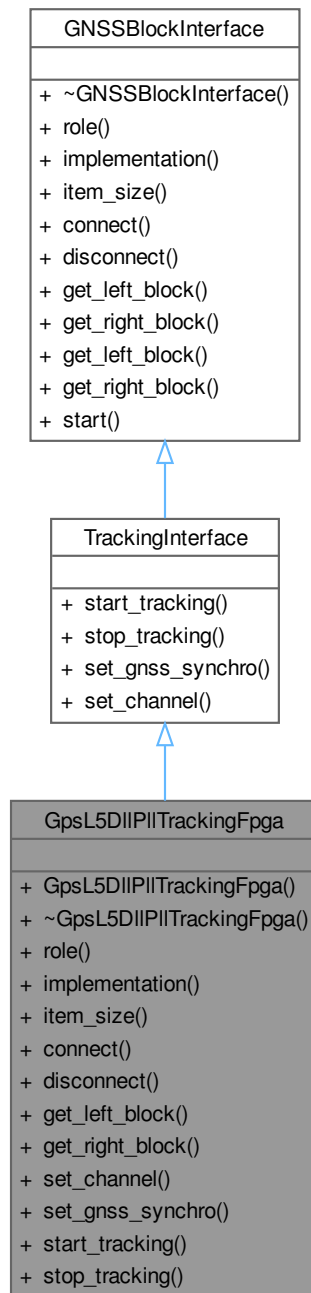 GNSSBlockInterface
+ ~GNSSBlockInterface()
+ role()
+ implementation()
+ item_size()
+ connect()
+ disconnect()
+ get_left_block()
+ get_right_block()
+ get_left_block()
+ get_right_block()
+ start()
TrackingInterface
+ start_tracking()
+ stop_tracking()
+ set_gnss_synchro()
+ set_channel()
GpsL5DllPllTrackingFpga
+ GpsL5DllPllTrackingFpga()
+ ~GpsL5DllPllTrackingFpga()
+ role()
+ implementation()
+ item_size()
+ connect()
+ disconnect()
+ get_left_block()
+ get_right_block()
+ set_channel()
+ set_gnss_synchro()
+ start_tracking()
+ stop_tracking()